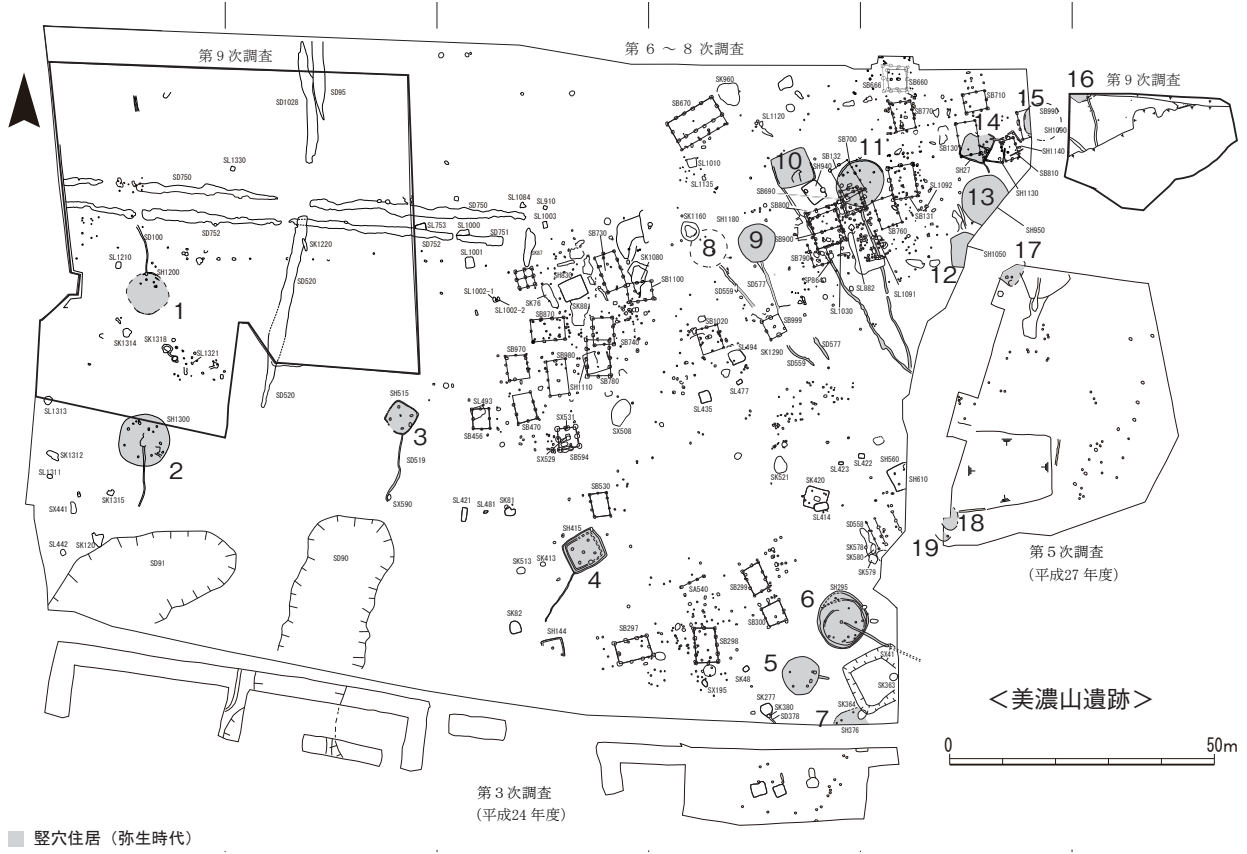 第９次調査
第６～８次調査
第９次調査
16
SD95
SD1028
SK960
SB670
SL1120
SB666
SB660
SB770
SB710
15
SB990
SH1090
14
SB130
SH27
SH1140
SB810
SH1130
SL1330
SD750
SD750
SD752
SD752
SL753
SL1000
SD751
SL1084
SL910
SL1003
SL1001
SL1002-1
SL1002-2
SL1010
SL1135
10
SB132
SH940
SB700
11
SB690
SB800
SB900
SB790
SL1092
SB131
SB760
13
SH950
12
SH1050
17
SD100
SL1210
SH1200
1
SK1220
SD520
SD520
SB730
SK1080
SB1100
SK76
SK88
SB870
SB740
SK1160
SH1180
8
9
SD559
SD577
SL882
SL1091
SL1030
SB999
SB1020
SL494
SK1290
SD559
SD577
SK1314
SK1318
SL1321
SL1313
SH1300
2
SK1312
SL1311
SK1315
SX441
SL442
SK120
SD91
SD90
SH515
3
SD519
SX590
SB970
SB980
SH1110
SB780
SL493
SB456
SB470
SX531
SX529
SB594
SX508
SL477
SL435
SK521
SL423
SL422
SH560
SH610
SK420
SL414
SD558
SK578
SK580
SK579
SL421
SL481
SK81
SB530
SH415
4
SK513
SK413
SK82
SH144
SA540
SB299
SB300
SB297
SB298
SX195
SK48
SH295
6
5
SX41
SK363
SK364
SK277
SK380
SD378
7
SH376
18
19
第５次調査
（平成27 年度）
＜美濃山遺跡＞
0
50m
第３次調査
（平成24 年度）
竪穴住居（弥生時代）